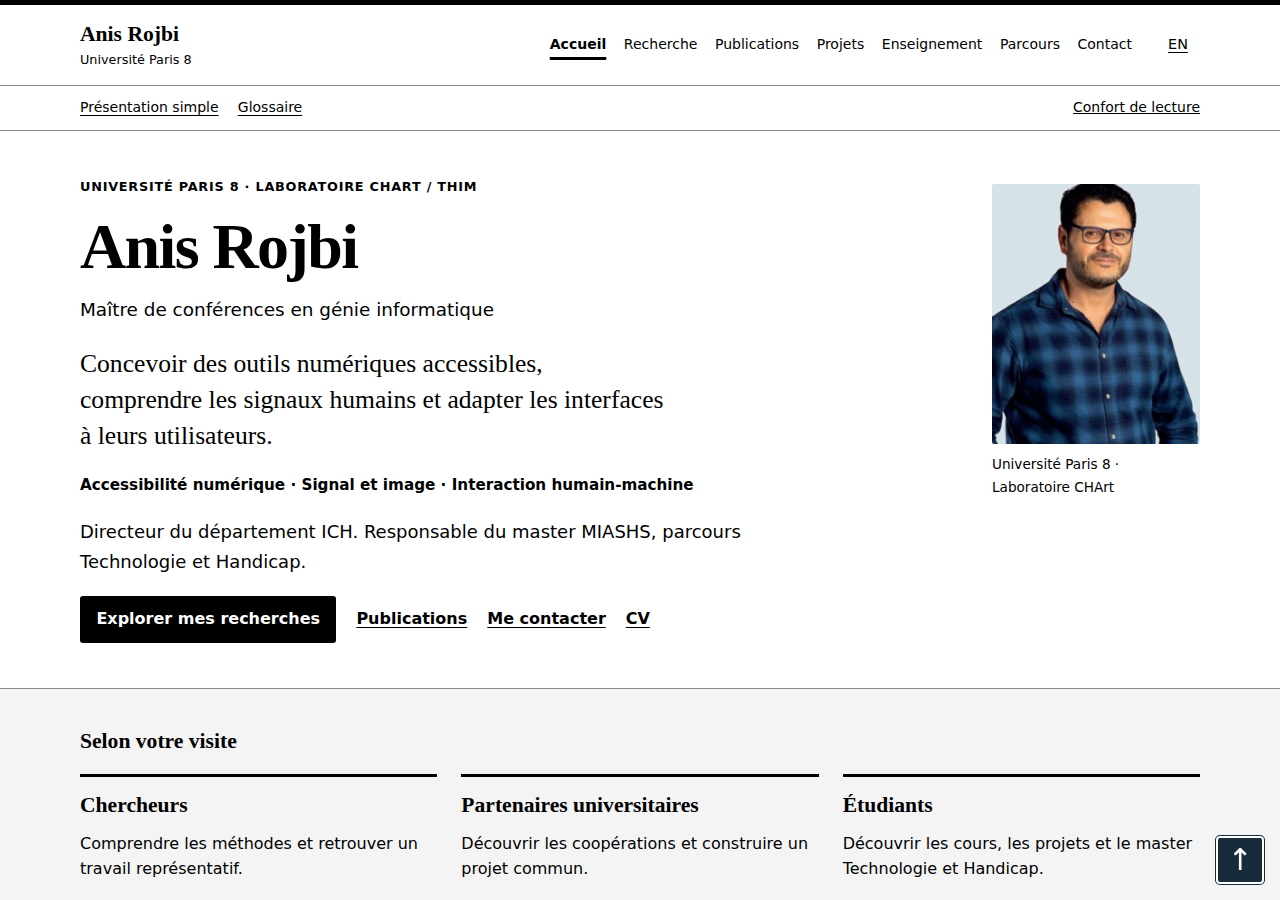 Anis Rojbi
Université Paris 8
Accueil Recherche Publications Projets Enseignement Parcours Contact EN
Présentation simple Glossaire Confort de lecture
UNIVERSITÉ PARIS 8 · LABORATOIRE CHART / THIM
Anis Rojbi
Maître de conférences en génie informatique
Concevoir des outils numériques accessibles,
comprendre les signaux humains et adapter les interfaces
à leurs utilisateurs.
Accessibilité numérique · Signal et image · Interaction humain-machine
Directeur du département ICH. Responsable du master MIASHS, parcours
Technologie et Handicap.
Explorer mes recherches Publications Me contacter CV
Université Paris 8 ·
Laboratoire CHArt
Selon votre visite
Chercheurs
Comprendre les méthodes et retrouver un
travail représentatif.
Partenaires universitaires
Découvrir les coopérations et construire un
projet commun.
Étudiants
Découvrir les cours, les projets et le master
Technologie et Handicap.
↑